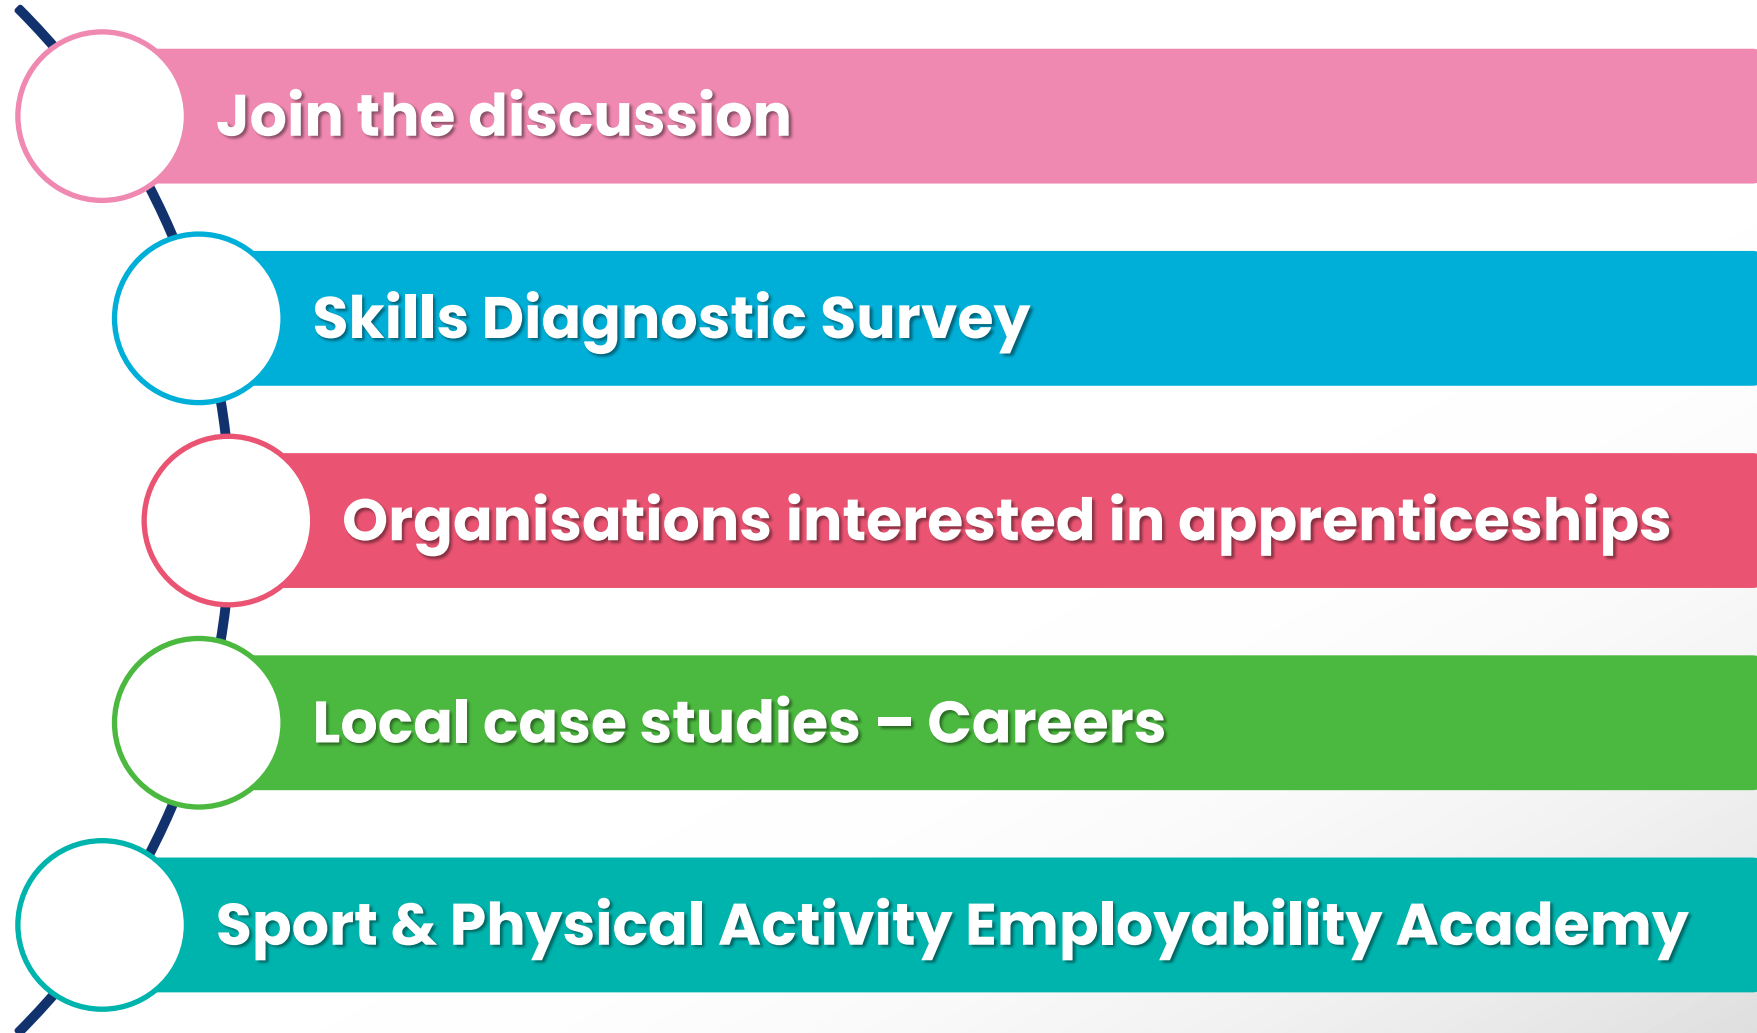 Join the discussion
Skills Diagnostic Survey
Organisations interested in apprenticeships
Local case studies – Careers
Sport & Physical Activity Employability Academy